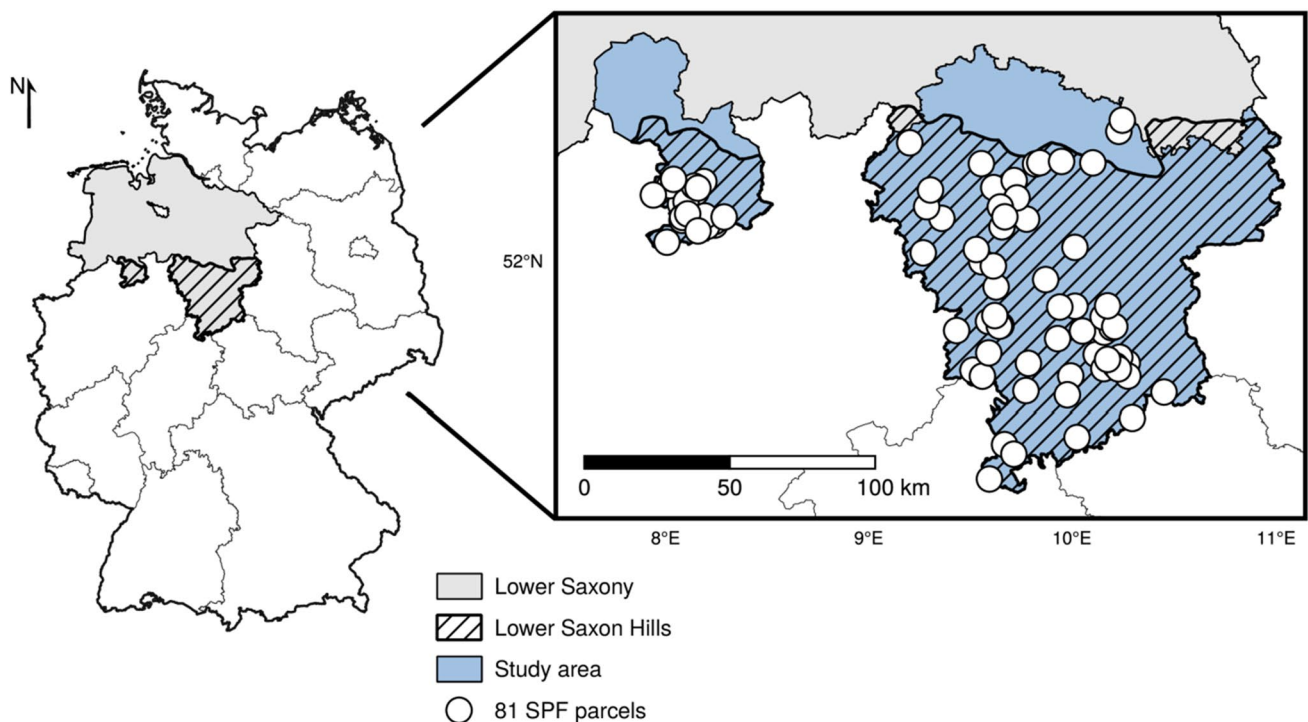 N
52°N
0
50
100 km
8°E
9°E
10°E
11°E
Lower Saxony
Lower Saxon Hills
Study area
81 SPF parcels